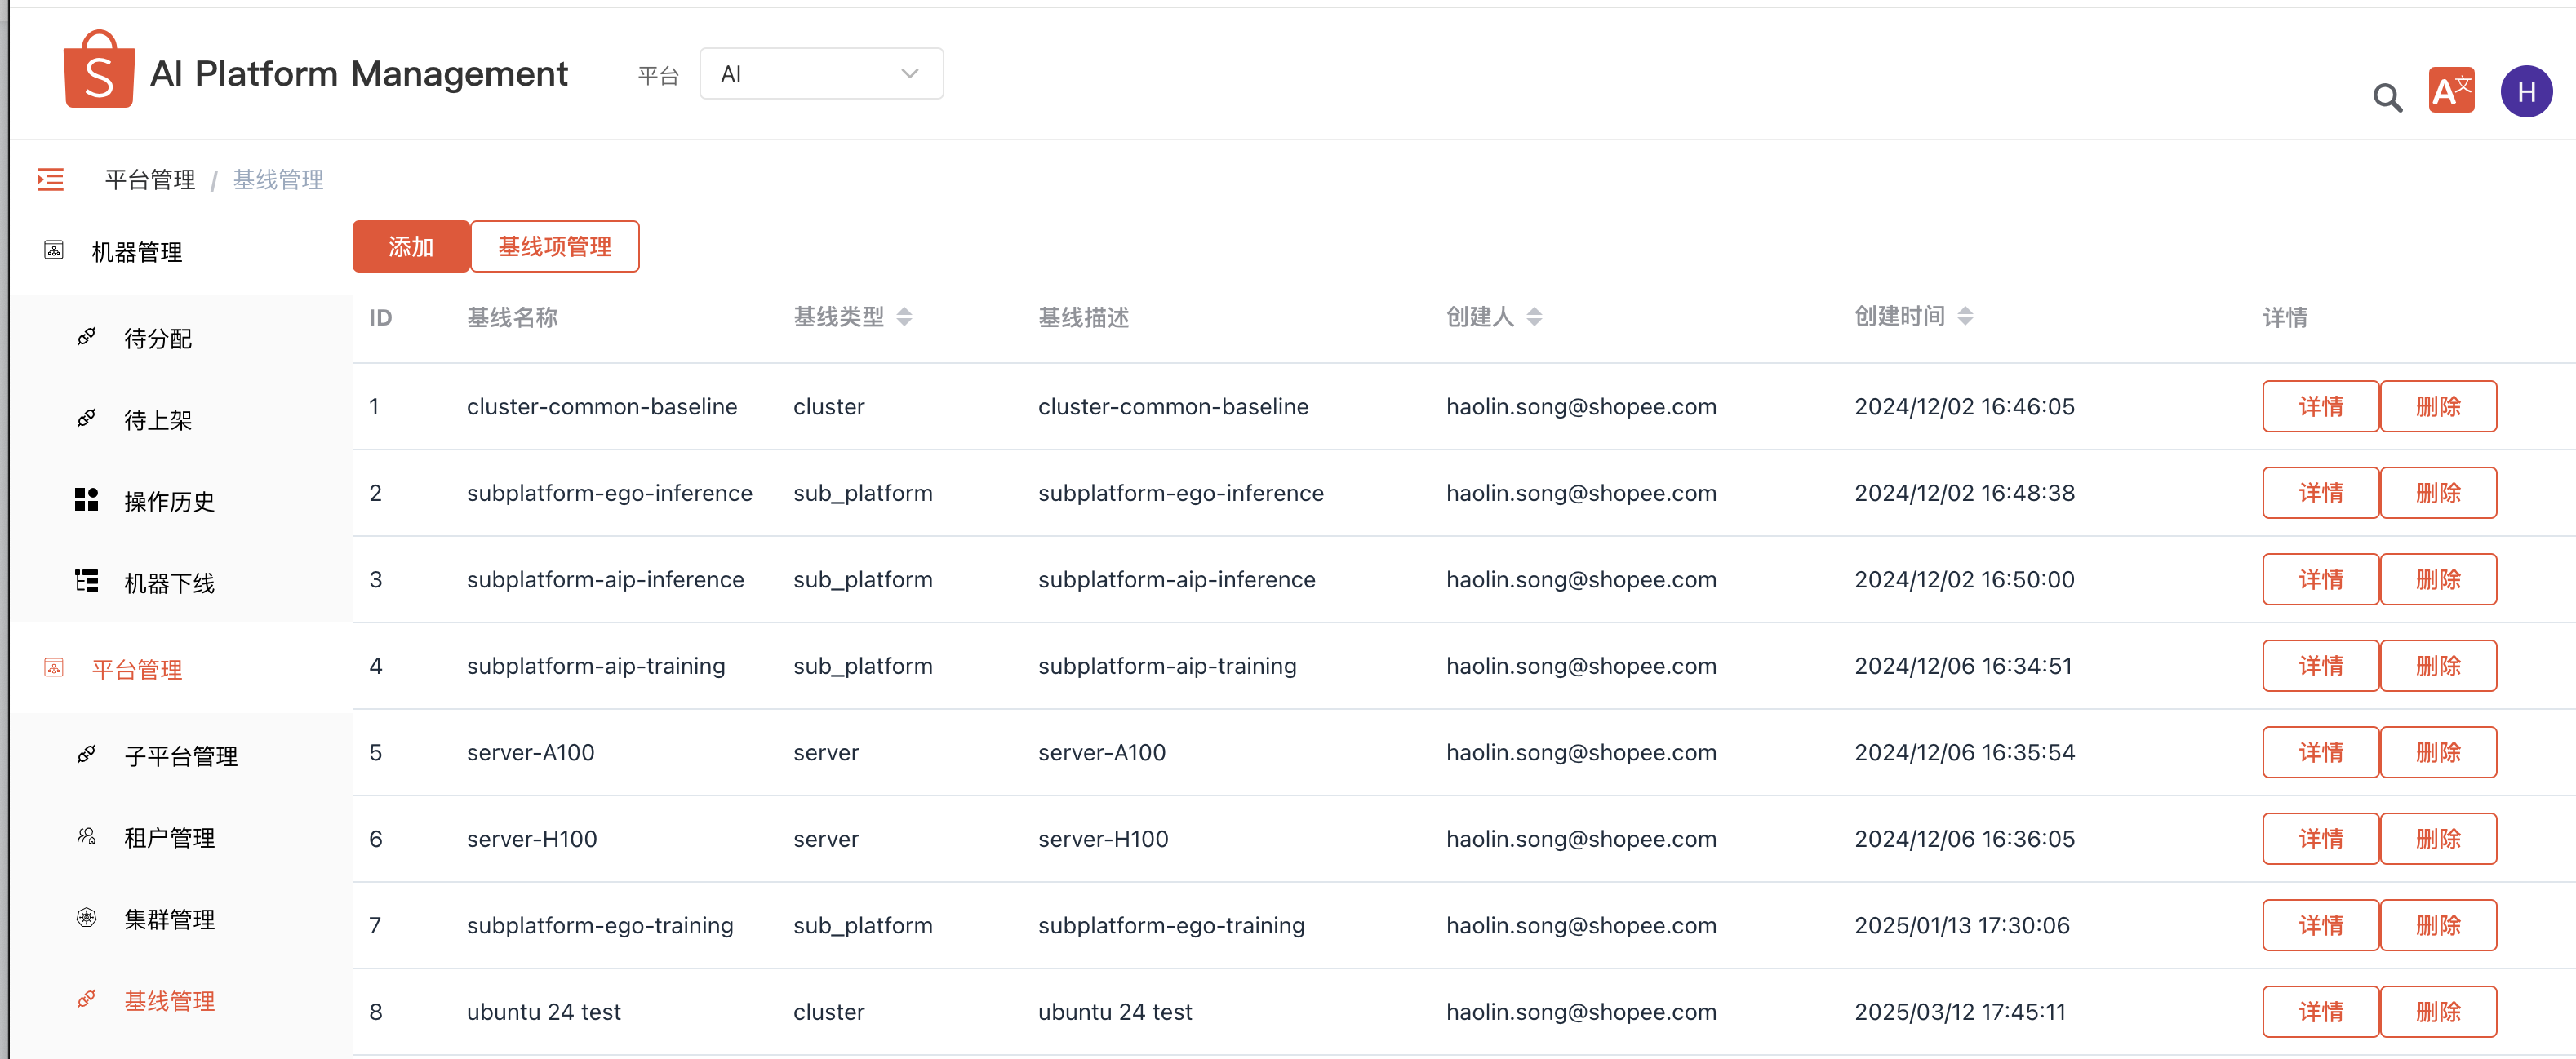 S
AI Platform Management
平台
AI
A文
H
平台管理 / 基线管理
机器管理
待分配
待上架
操作历史
机器下线
平台管理
子平台管理
租户管理
集群管理
基线管理
添加
基线项管理
ID 基线名称 基线类型 基线描述 创建人 创建时间 详情
1 cluster-common-baseline cluster cluster-common-baseline haolin.song@shopee.com 2024/12/02 16:46:05 详情 删除
2 subplatform-ego-inference sub_platform subplatform-ego-inference haolin.song@shopee.com 2024/12/02 16:48:38 详情 删除
3 subplatform-aip-inference sub_platform subplatform-aip-inference haolin.song@shopee.com 2024/12/02 16:50:00 详情 删除
4 subplatform-aip-training sub_platform subplatform-aip-training haolin.song@shopee.com 2024/12/06 16:34:51 详情 删除
5 server-A100 server server-A100 haolin.song@shopee.com 2024/12/06 16:35:54 详情 删除
6 server-H100 server server-H100 haolin.song@shopee.com 2024/12/06 16:36:05 详情 删除
7 subplatform-ego-training sub_platform subplatform-ego-training haolin.song@shopee.com 2025/01/13 17:30:06 详情 删除
8 ubuntu 24 test cluster ubuntu 24 test haolin.song@shopee.com 2025/03/12 17:45:11 详情 删除